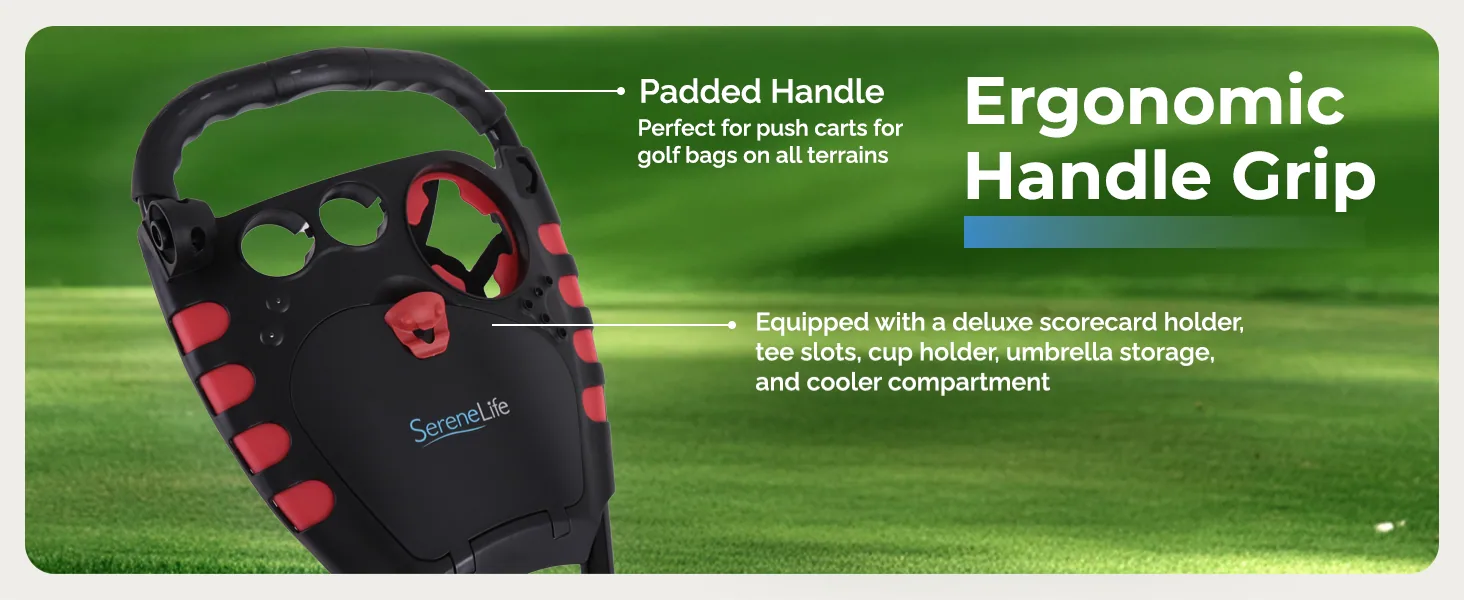 Padded Handle
Perfect for push carts for
golf bags on all terrains
Ergonomic
Handle Grip
Equipped with a deluxe scorecard holder,
tee slots, cup holder, umbrella storage,
and cooler compartment
SereneLife